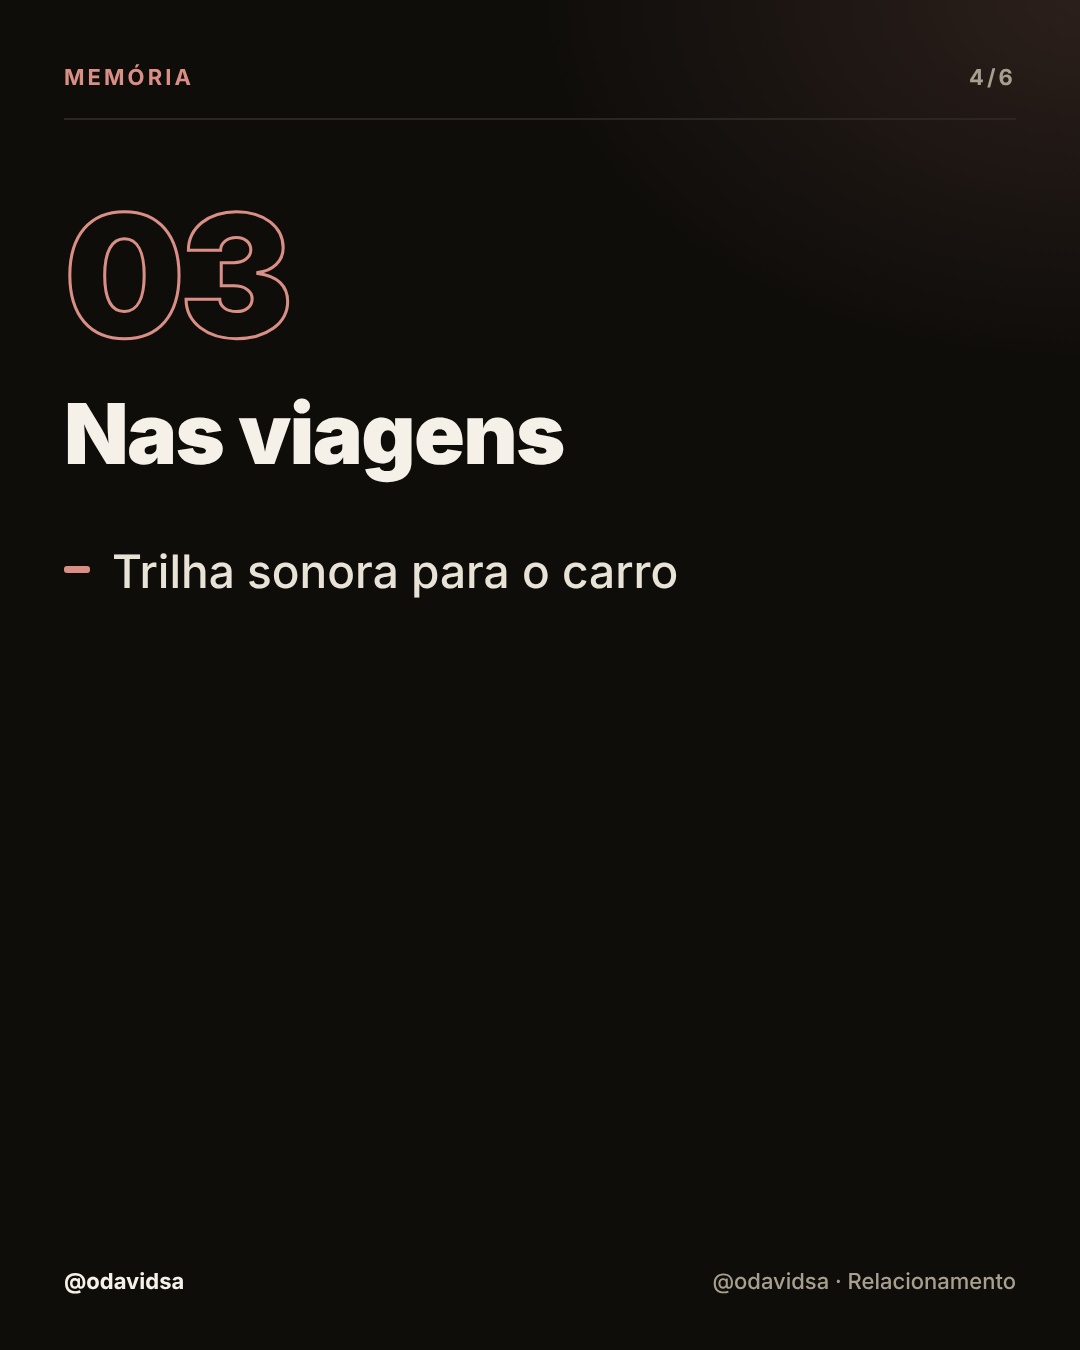 MEMÓRIA
4/6
03
Nas viagens
Trilha sonora para o carro
@odavidsa
@odavidsa · Relacionamento